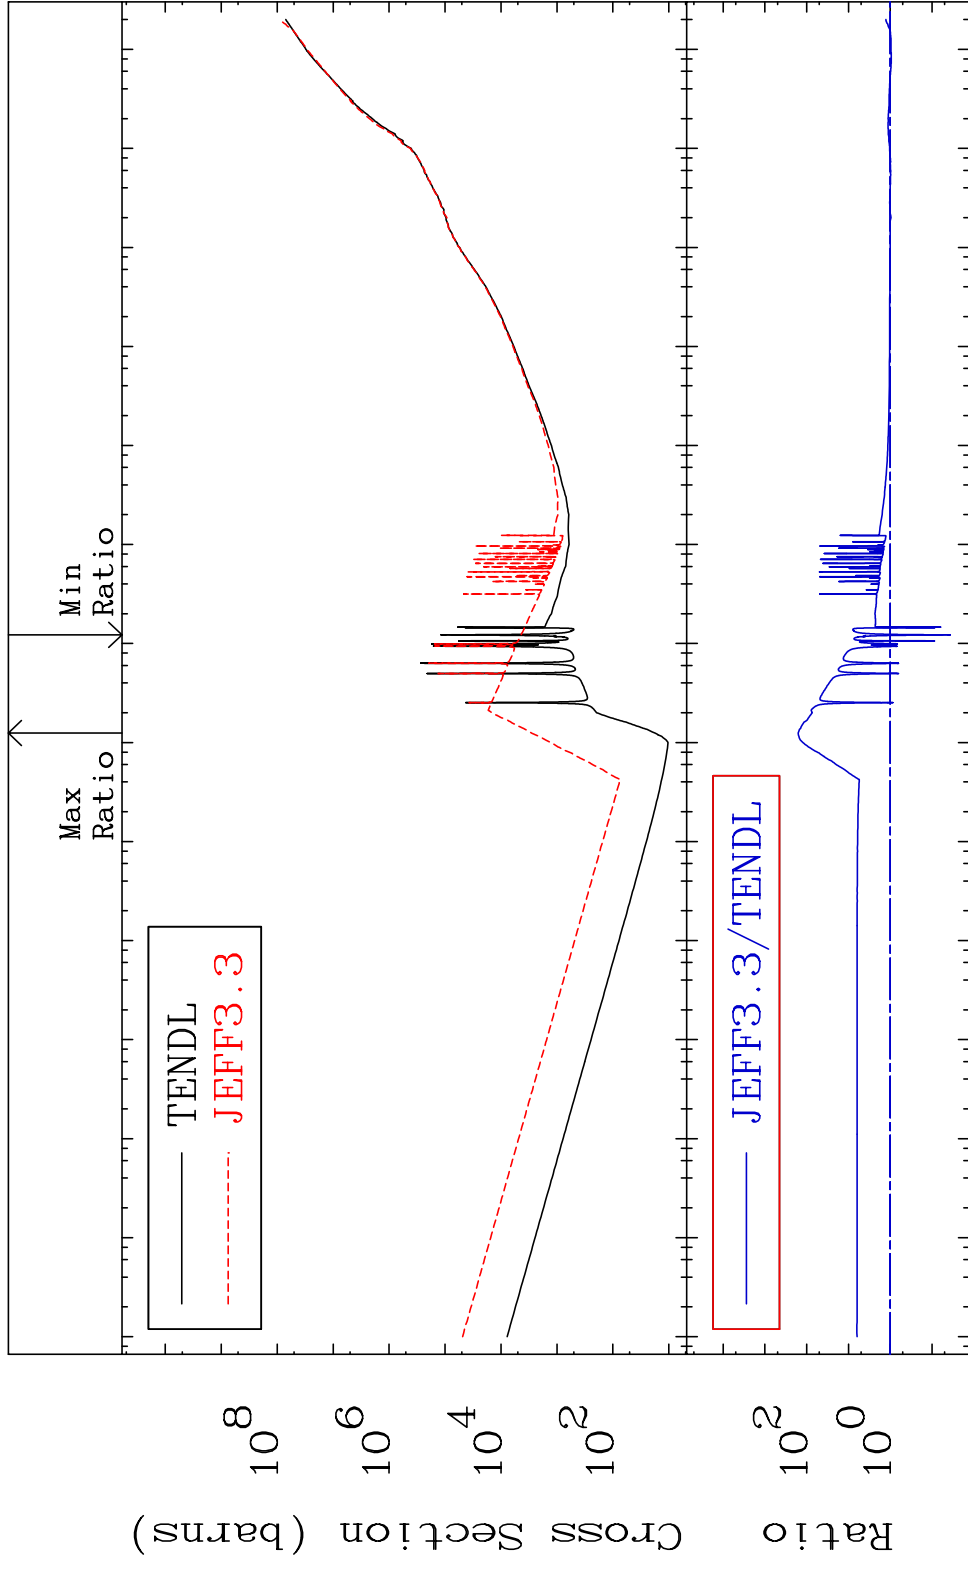 Max
Ratio
Min
Ratio
TENDL
JEFF3.3
10 8
10 6
10 4
10 2
Cross Section (barns)
JEFF3.3/TENDL
10 2
10 0
Ratio